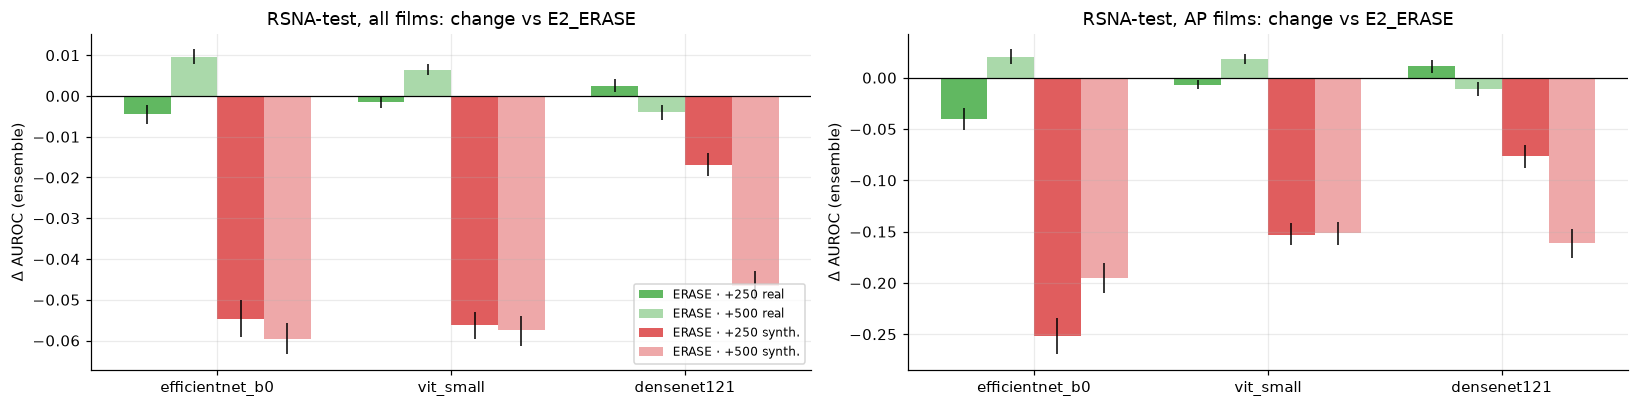 RSNA-test, all films: change vs E2_ERASE
Δ AUROC (ensemble)
0.01
0.00
−0.01
−0.02
−0.03
−0.04
−0.05
−0.06
efficientnet_b0
vit_small
densenet121
ERASE · +250 real
ERASE · +500 real
ERASE · +250 synth.
ERASE · +500 synth.
RSNA-test, AP films: change vs E2_ERASE
Δ AUROC (ensemble)
0.00
−0.05
−0.10
−0.15
−0.20
−0.25
efficientnet_b0
vit_small
densenet121